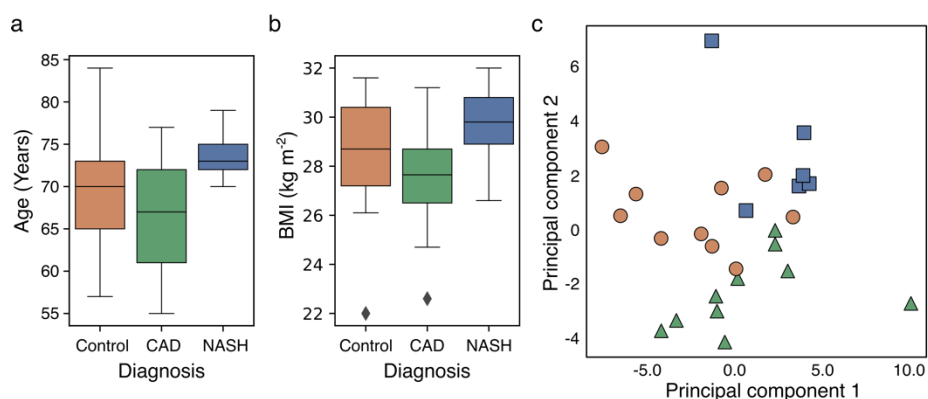 a
Age (Years)
85
80
75
70
65
60
55
Control CAD NASH
Diagnosis
b
BMI (kg m-2)
32
30
28
26
24
22
Control CAD NASH
Diagnosis
c
Principal component 2
6
4
2
0
-2
-4
-5.0 0.0 5.0 10.0
Principal component 1